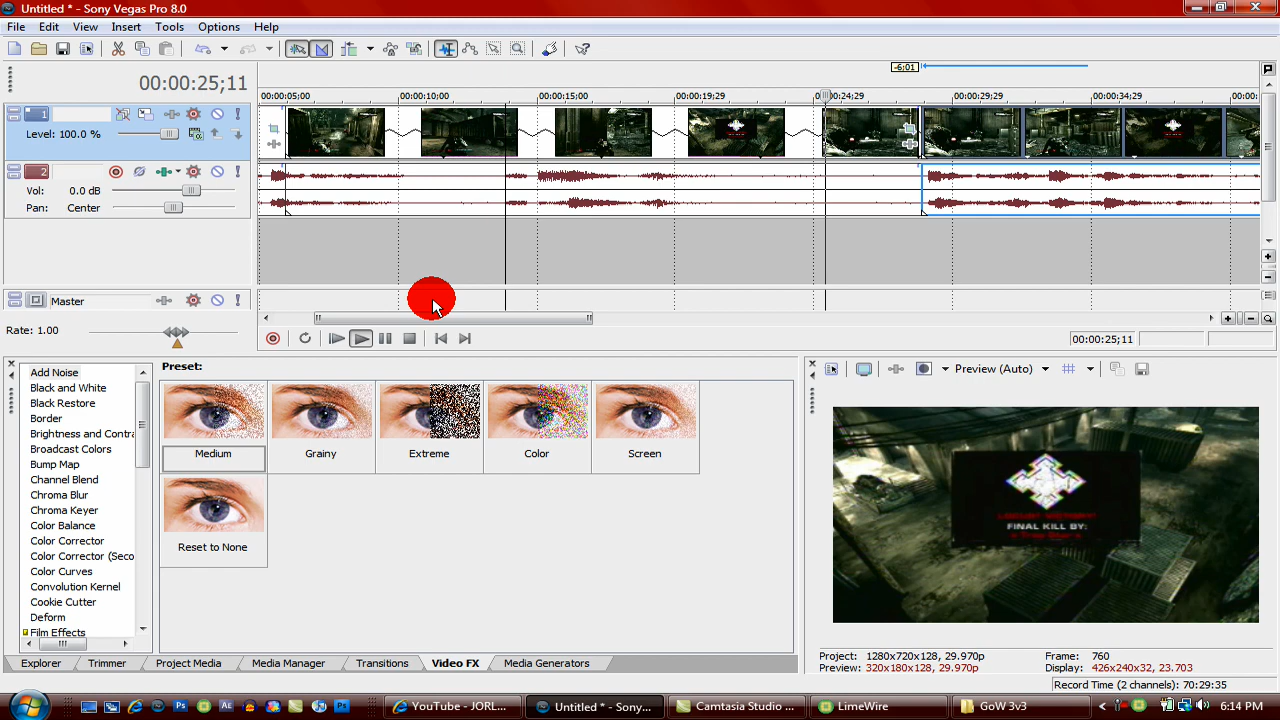 Untitled * - Sony Vegas Pro 8.0
File Edit View Insert Tools Options Help
00:00:25;11
-6;01
00:00:05;00 00:00:10;00 00:00:15;00 00:00:19;29 00:00:24;29 00:00:29;29 00:00:34;29 00:00:
1
Level: 100.0 %
2
Vol: 0.0 dB
Pan: Center
Master
Rate: 1.00
00:00:25;11
Add Noise
Black and White
Black Restore
Border
Brightness and Contra
Broadcast Colors
Bump Map
Channel Blend
Chroma Blur
Chroma Keyer
Color Balance
Color Corrector
Color Corrector (Seco
Color Curves
Convolution Kernel
Cookie Cutter
Deform
Film Effects
Preset:
Medium Grainy Extreme Color Screen
Reset to None
Preview (Auto)
FINAL KILL BY:
Explorer Trimmer Project Media Media Manager Transitions Video FX Media Generators
Project: 1280x720x128, 29.970p Frame: 760
Preview: 320x180x128, 29.970p Display: 426x240x32, 23.703
Record Time (2 channels): 70:29:35
YouTube - JORL... Untitled * - Sony... Camtasia Studio ... LimeWire GoW 3v3 6:14 PM